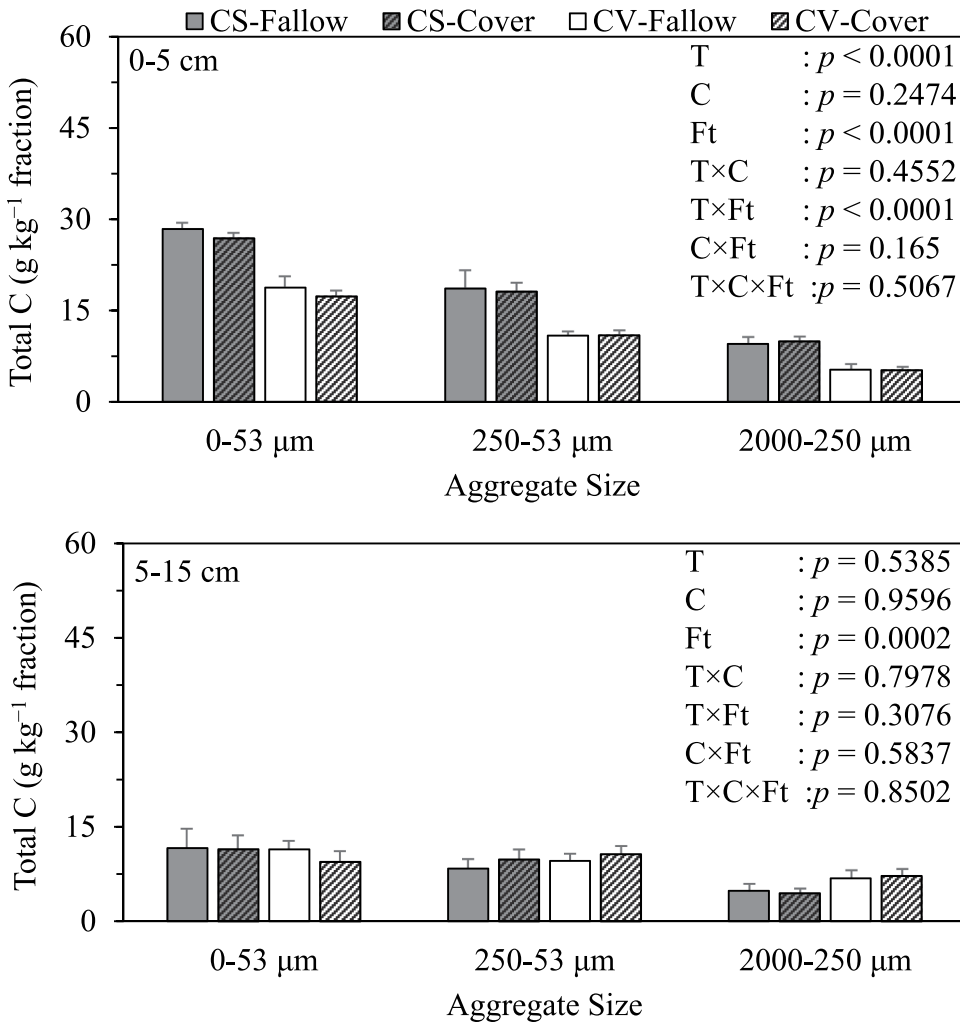 CS-Fallow CS-Cover CV-Fallow CV-Cover
60
0-5 cm
T : p < 0.0001
C : p = 0.2474
45
Ft : p < 0.0001
T×C : p = 0.4552
T×Ft : p < 0.0001
30
C×Ft : p = 0.165
T×C×Ft :p = 0.5067
15
0
Total C (g kg⁻¹ fraction)
0-53 μm 250-53 μm 2000-250 μm
Aggregate Size
60
5-15 cm
T : p = 0.5385
C : p = 0.9596
45
Ft : p = 0.0002
T×C : p = 0.7978
T×Ft : p = 0.3076
30
C×Ft : p = 0.5837
T×C×Ft :p = 0.8502
15
0
Total C (g kg⁻¹ fraction)
0-53 μm 250-53 μm 2000-250 μm
Aggregate Size